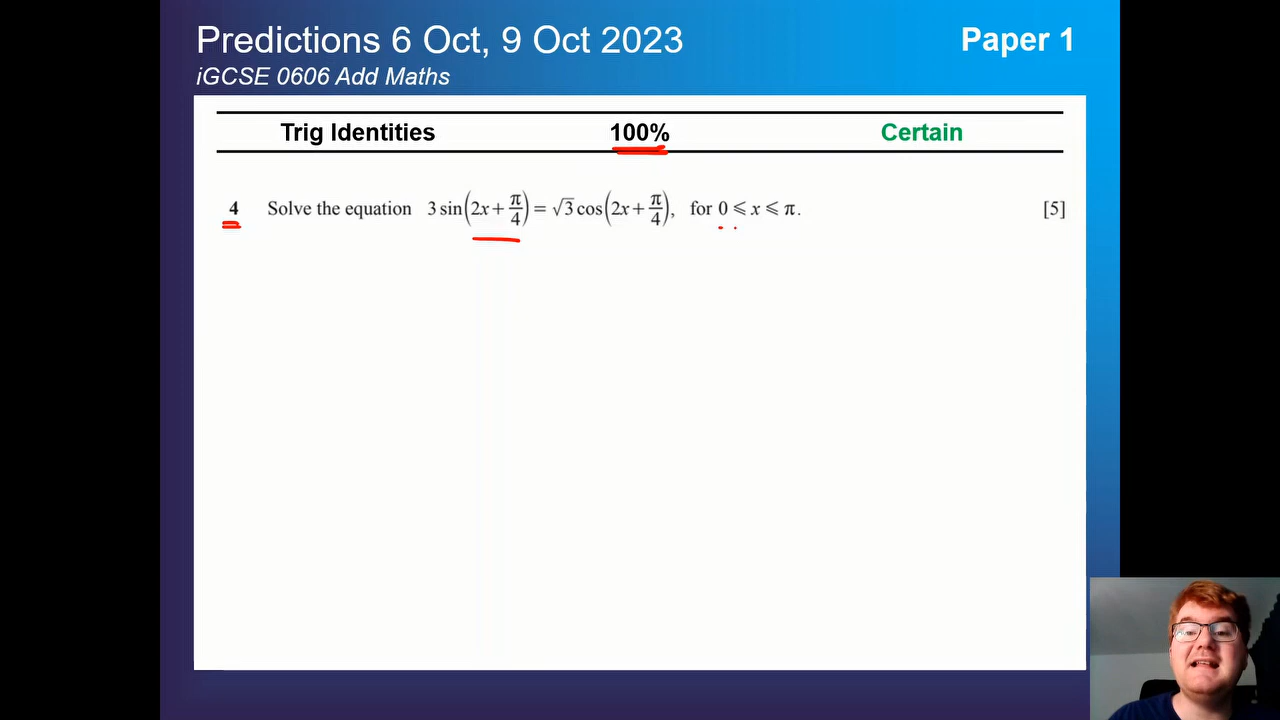 Predictions 6 Oct, 9 Oct 2023
Paper 1
iGCSE 0606 Add Maths
Trig Identities 100% Certain
4 Solve the equation 3 sin(2x + π/4) = √3 cos(2x + π/4), for 0 ⩽ x ⩽ π. [5]